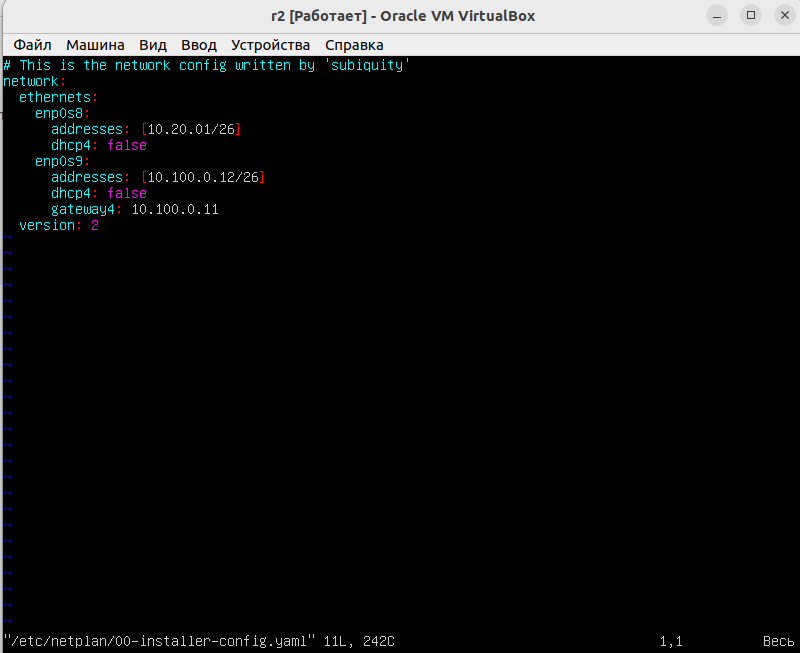 r2 [Работает] - Oracle VM VirtualBox
Файл Машина Вид Ввод Устройства Справка
# This is the network config written by 'subiquity'
network:
  ethernets:
    enp0s8:
      addresses: [10.20.01/26]
      dhcp4: false
    enp0s9:
      addresses: [10.100.0.12/26]
      dhcp4: false
      gateway4: 10.100.0.11
  version: 2
"/etc/netplan/00-installer-config.yaml" 11L, 242C 1,1 Весь